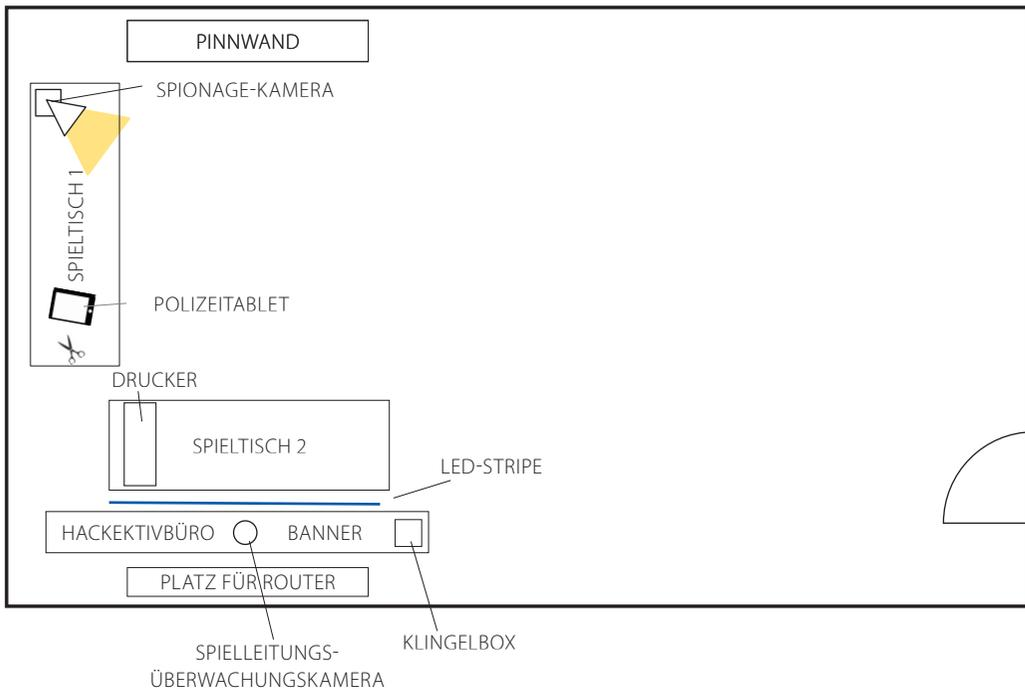 PINNWAND
SPIONAGE-KAMERA
SPIELTISCH 1
POLIZEITABLET
DRUCKER
SPIELTISCH 2
LED-STRIPE
HACKEKTIVBÜRO BANNER
PLATZ FÜR ROUTER
KLINGELBOX
SPIELLEITUNGS-
ÜBERWACHUNGSKAMERA